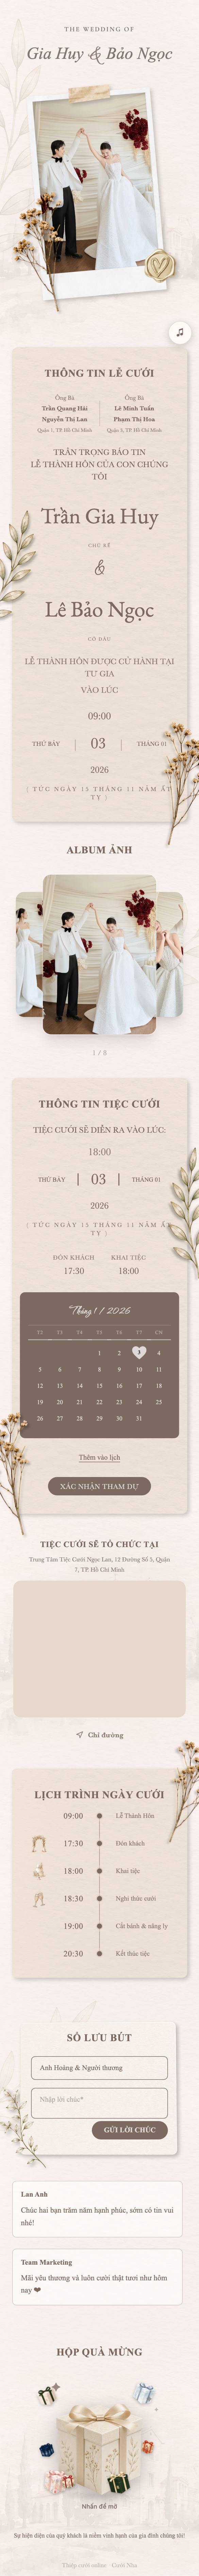 THE WEDDING OF
Gia Huy & Bảo Ngọc
THÔNG TIN LỄ CƯỚI
Ông Bà
Trần Quang Hải
Nguyễn Thị Lan
Quận 1, TP. Hồ Chí Minh
Ông Bà
Lê Minh Tuấn
Phạm Thị Hoa
Quận 3, TP. Hồ Chí Minh
TRÂN TRỌNG BÁO TIN
LỄ THÀNH HÔN CỦA CON CHÚNG
TÔI
Trần Gia Huy
CHÚ RỂ
&
Lê Bảo Ngọc
CÔ DÂU
LỄ THÀNH HÔN ĐƯỢC CỬ HÀNH TẠI
TƯ GIA
VÀO LÚC
09:00
THỨ BẢY
03
THÁNG 01
2026
( TỨC NGÀY 15 THÁNG 11 NĂM ẤT
TỴ )
ALBUM ẢNH
1 / 8
THÔNG TIN TIỆC CƯỚI
TIỆC CƯỚI SẼ DIỄN RA VÀO LÚC:
18:00
THỨ BẢY
03
THÁNG 01
2026
( TỨC NGÀY 15 THÁNG 11 NĂM ẤT
TỴ )
ĐÓN KHÁCH
17:30
KHAI TIỆC
18:00
Tháng 1 / 2026
T2 T3 T4 T5 T6 T7 CN
1 2 3 4
5 6 7 8 9 10 11
12 13 14 15 16 17 18
19 20 21 22 23 24 25
26 27 28 29 30 31
Thêm vào lịch
XÁC NHẬN THAM DỰ
TIỆC CƯỚI SẼ TỔ CHỨC TẠI
Trung Tâm Tiệc Cưới Ngọc Lan, 12 Đường Số 5, Quận
7, TP. Hồ Chí Minh
Chỉ đường
LỊCH TRÌNH NGÀY CƯỚI
09:00 Lễ Thành Hôn
17:30 Đón khách
18:00 Khai tiệc
18:30 Nghi thức cưới
19:00 Cắt bánh & nâng ly
20:30 Kết thúc tiệc
SỔ LƯU BÚT
Anh Hoàng & Người thương
Nhập lời chúc*
GỬI LỜI CHÚC
Lan Anh
Chúc hai bạn trăm năm hạnh phúc, sớm có tin vui
nhé!
Team Marketing
Mãi yêu thương và luôn cười thật tươi như hôm
nay ❤
HỘP QUÀ MỪNG
Nhấn để mở
Sự hiện diện của quý khách là niềm vinh hạnh của gia đình chúng tôi!
Thiệp cưới online